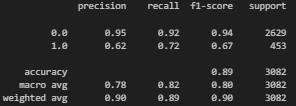 precision recall f1-score support
0.0 0.95 0.92 0.94 2629
1.0 0.62 0.72 0.67 453
accuracy 0.89 3082
macro avg 0.78 0.82 0.80 3082
weighted avg 0.90 0.89 0.90 3082